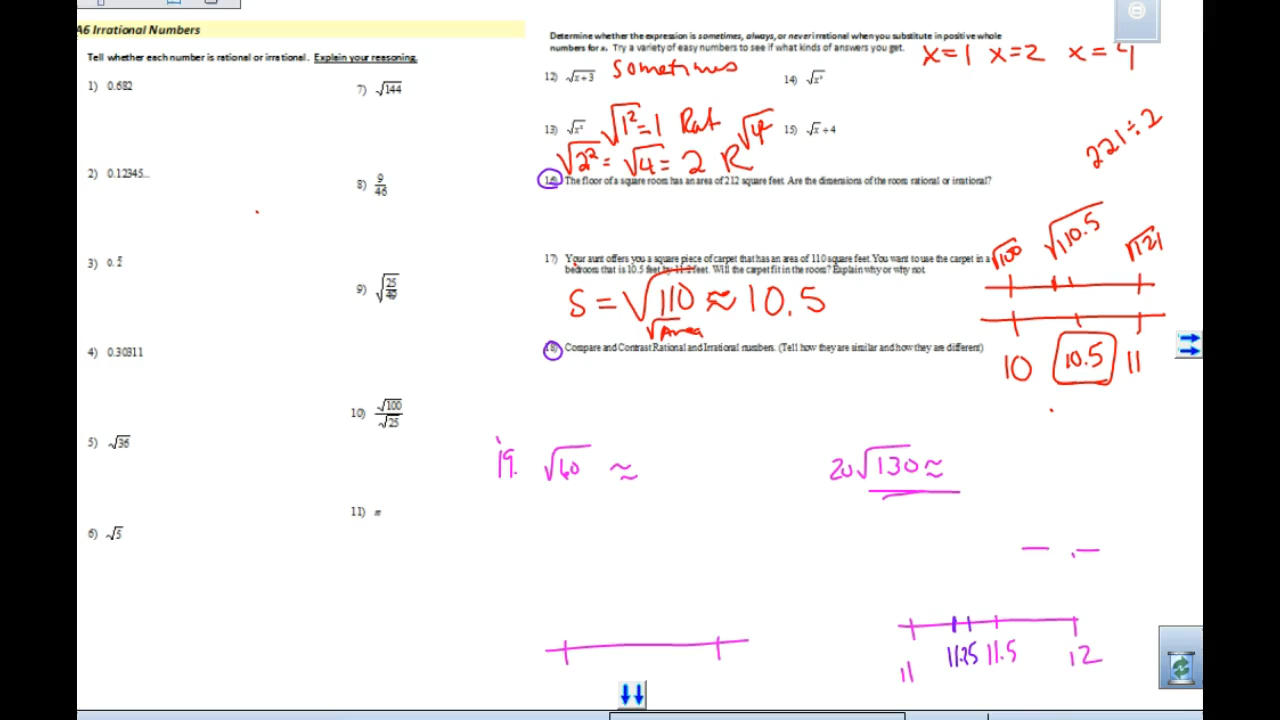 A6 Irrational Numbers
Tell whether each number is rational or irrational. Explain your reasoning.
1) 0.682
2) 0.12345...
3) 0.2̄
4) 0.30311
5) √36
6) √5
7) √144
8) 9/46
9) √25/49
10) √100/√25
11) π
Determine whether the expression is sometimes, always, or never irrational when you substitute in positive whole
numbers for x. Try a variety of easy numbers to see if what kinds of answers you get.
x=1 x=2 x=4
12) √x+3 sometimes
14)
13) √1²=1 Rat √4²
√2² = √4 = 2 R
15) √x + 4
221÷2
16) The floor of a square room has an area of 212 square feet. Are the dimensions of the room rational or irrational?
17) Your aunt offers you a square piece of carpet that has an area of 110 square feet. You want to use the carpet in a
bedroom that is 10.5 feet by 11.2 feet. Will the carpet fit in the room? Explain why or why not.
S = √110 ≈ 10.5
√Area
√100 √110.5 √121
10 10.5 11
18) Compare and Contrast Rational and Irrational numbers. (Tell how they are similar and how they are different)
19. √60 ≈
20 √130 ≈
11 11.25 11.5 12